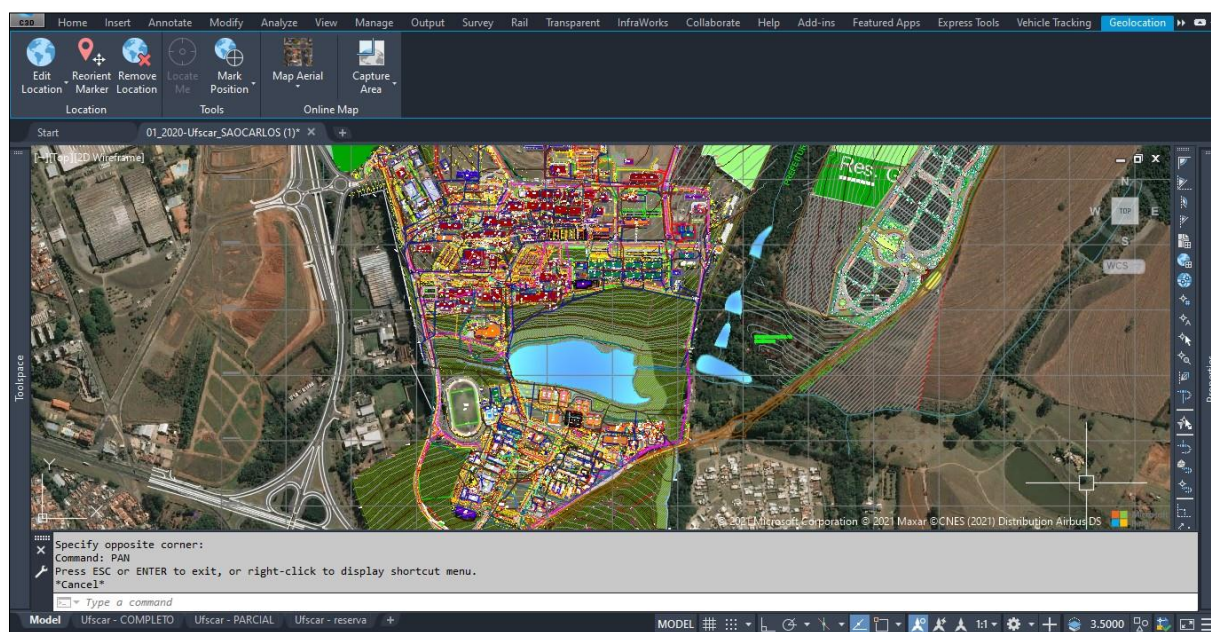 C3D Home Insert Annotate Modify Analyze View Manage Output Survey Rail Transparent InfraWorks Collaborate Help Add-ins Featured Apps Express Tools Vehicle Tracking Geolocation
Edit Location
Reorient Marker
Remove Location
Locate Me
Mark Position
Map Aerial
Capture Area
Location Tools Online Map
Start 01_2020-Ufscar_SAOCARLOS (1)* × +
[−][Top][2D Wireframe]
Res. G
N
W TOP E
S
WCS
Toolspace
Y
X
© 2021 Microsoft Corporation © 2021 Maxar ©CNES (2021) Distribution Airbus DS
Specify opposite corner:
Command: PAN
Press ESC or ENTER to exit, or right-click to display shortcut menu.
*Cancel*
Type a command
Model Ufscar - COMPLETO Ufscar - PARCIAL Ufscar - reserva + MODEL 1:1 3.5000